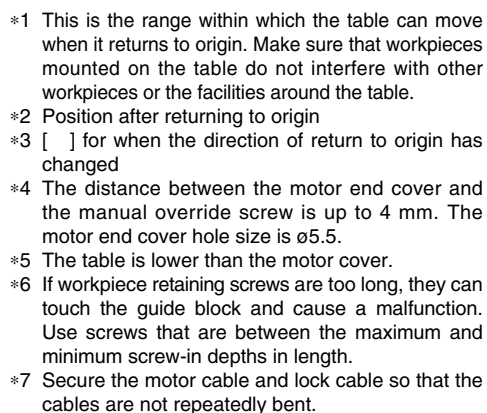 *1 This is the range within which the table can move
when it returns to origin. Make sure that workpieces
mounted on the table do not interfere with other
workpieces or the facilities around the table.
*2 Position after returning to origin
*3 [ ] for when the direction of return to origin has
changed
*4 The distance between the motor end cover and
the manual override screw is up to 4 mm. The
motor end cover hole size is ø5.5.
*5 The table is lower than the motor cover.
*6 If workpiece retaining screws are too long, they can
touch the guide block and cause a malfunction.
Use screws that are between the maximum and
minimum screw-in depths in length.
*7 Secure the motor cable and lock cable so that the
cables are not repeatedly bent.